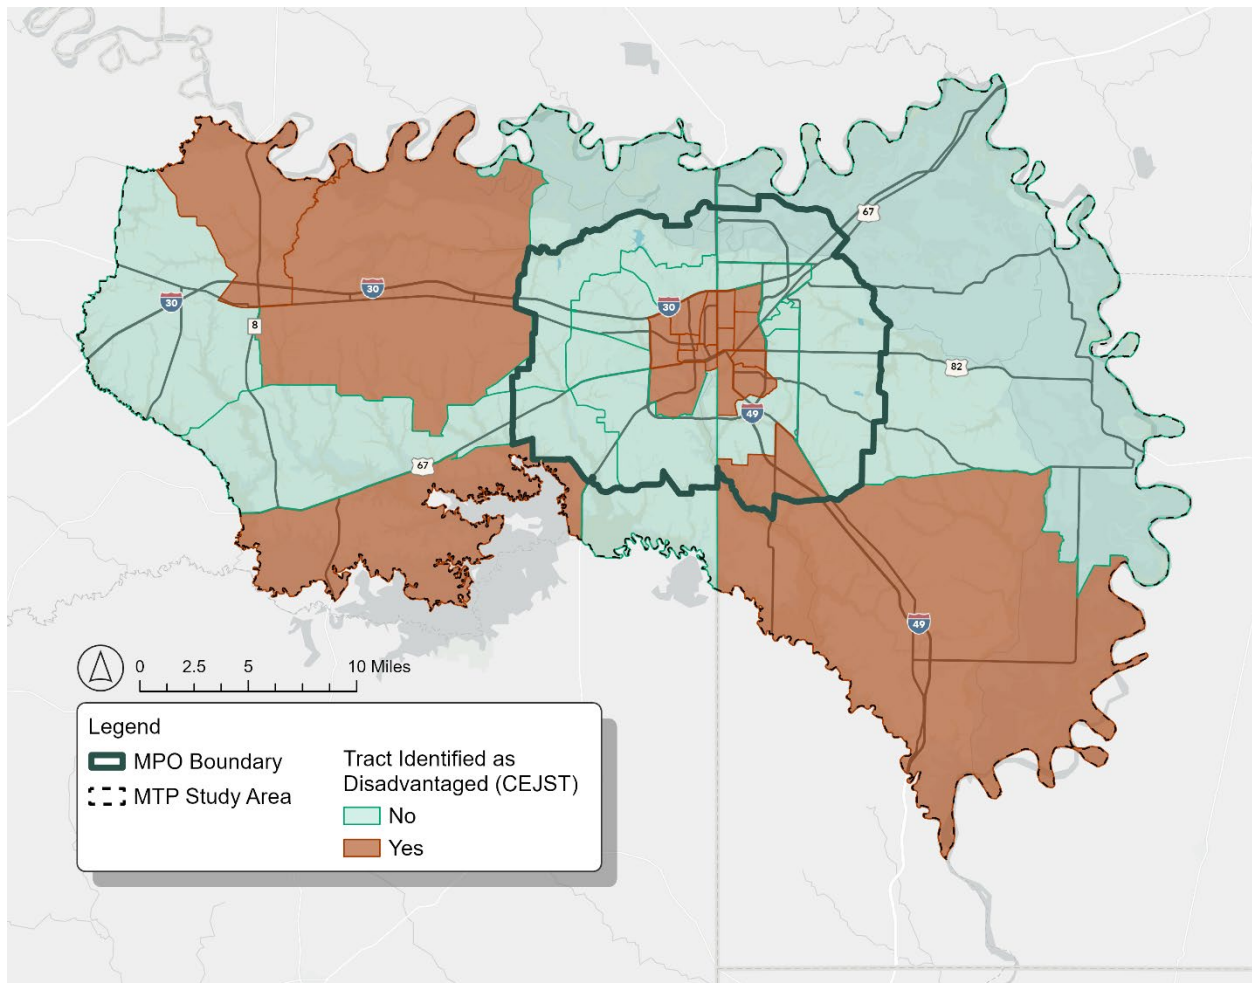 67
30
30
30
8
82
49
67
49
0 2.5 5 10 Miles
Legend
MPO Boundary
MTP Study Area
Tract Identified as
Disadvantaged (CEJST)
No
Yes